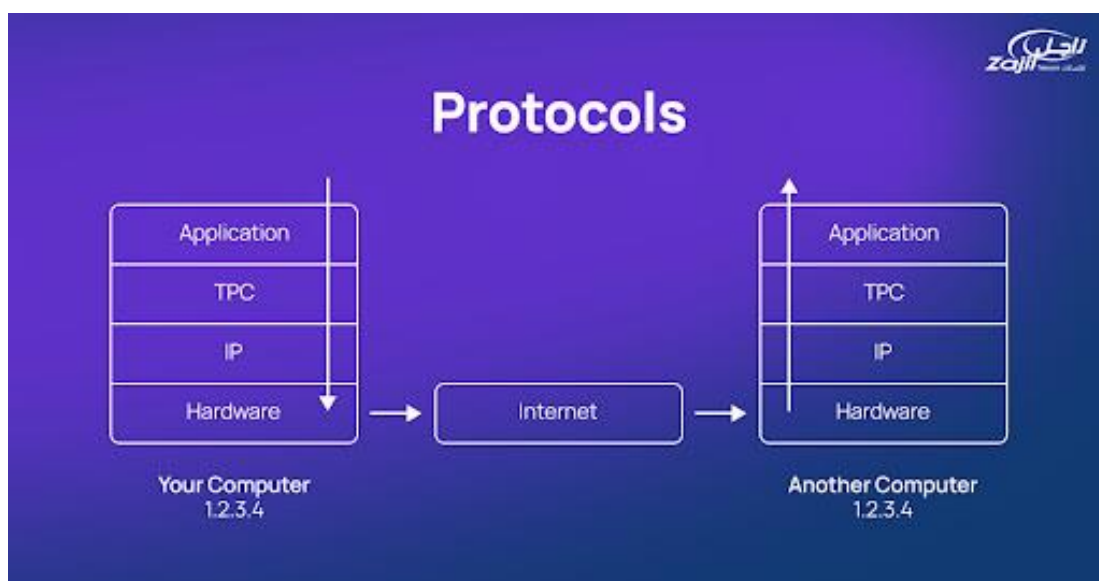 زاجل
Zajil
Protocols
Application
TPC
IP
Hardware
Your Computer
1.2.3.4
Internet
Application
TPC
IP
Hardware
Another Computer
1.2.3.4